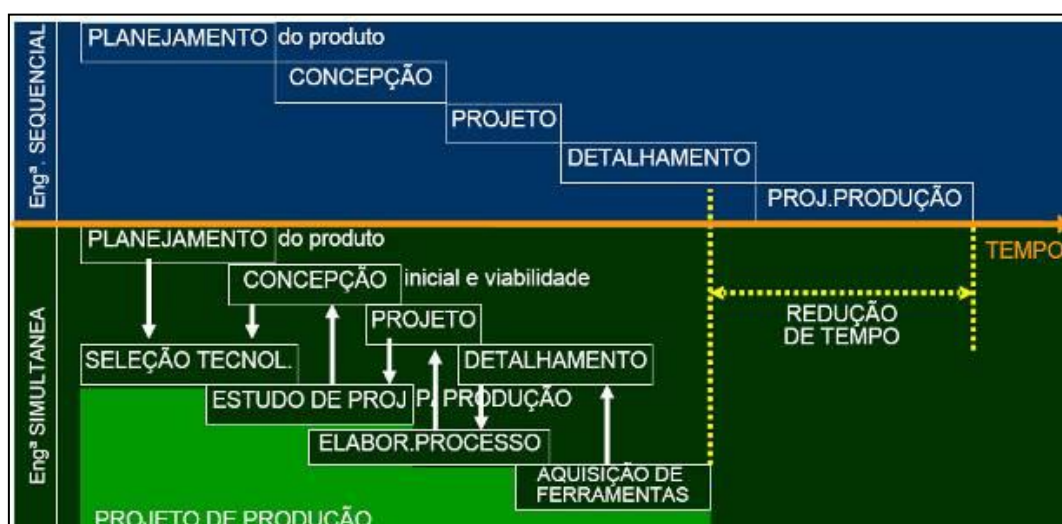 Engª. SEQUENCIAL
PLANEJAMENTO do produto
CONCEPÇÃO
PROJETO
DETALHAMENTO
PROJ.PRODUÇÃO
TEMPO
Engª SIMULTANEA
PLANEJAMENTO do produto
CONCEPÇÃO inicial e viabilidade
PROJETO
REDUÇÃO
DE TEMPO
SELEÇÃO TECNOL.
DETALHAMENTO
ESTUDO DE PROJ P/ PRODUÇÃO
ELABOR.PROCESSO
AQUISIÇÃO DE
FERRAMENTAS
PROJETO DE PRODUÇÃO